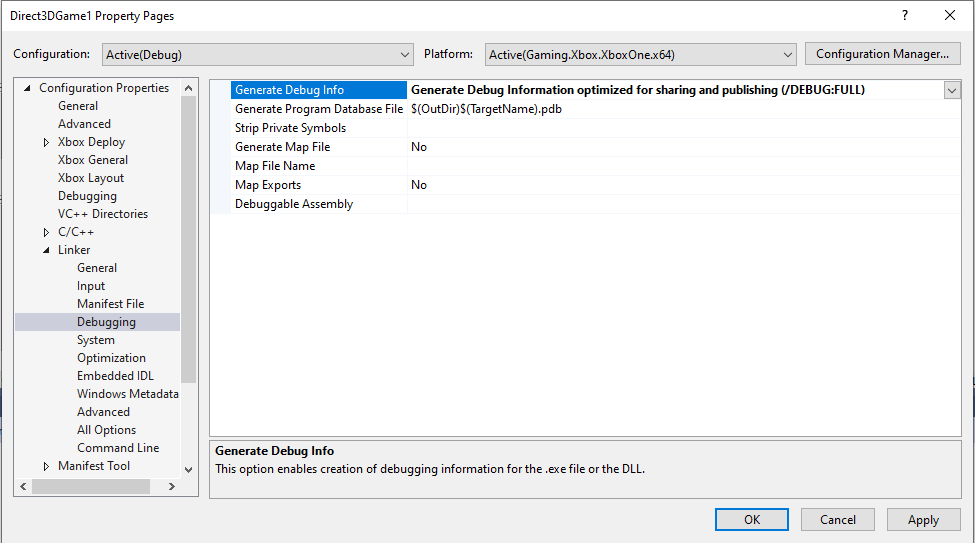 Direct3DGame1 Property Pages ?
Configuration: Active(Debug) Platform: Active(Gaming.Xbox.XboxOne.x64) Configuration Manager...
Configuration Properties
General
Advanced
Xbox Deploy
Xbox General
Xbox Layout
Debugging
VC++ Directories
C/C++
Linker
General
Input
Manifest File
Debugging
System
Optimization
Embedded IDL
Windows Metadata
Advanced
All Options
Command Line
Manifest Tool
Generate Debug Info Generate Debug Information optimized for sharing and publishing (/DEBUG:FULL)
Generate Program Database File $(OutDir)$(TargetName).pdb
Strip Private Symbols
Generate Map File No
Map File Name
Map Exports No
Debuggable Assembly
Generate Debug Info
This option enables creation of debugging information for the .exe file or the DLL.
OK Cancel Apply